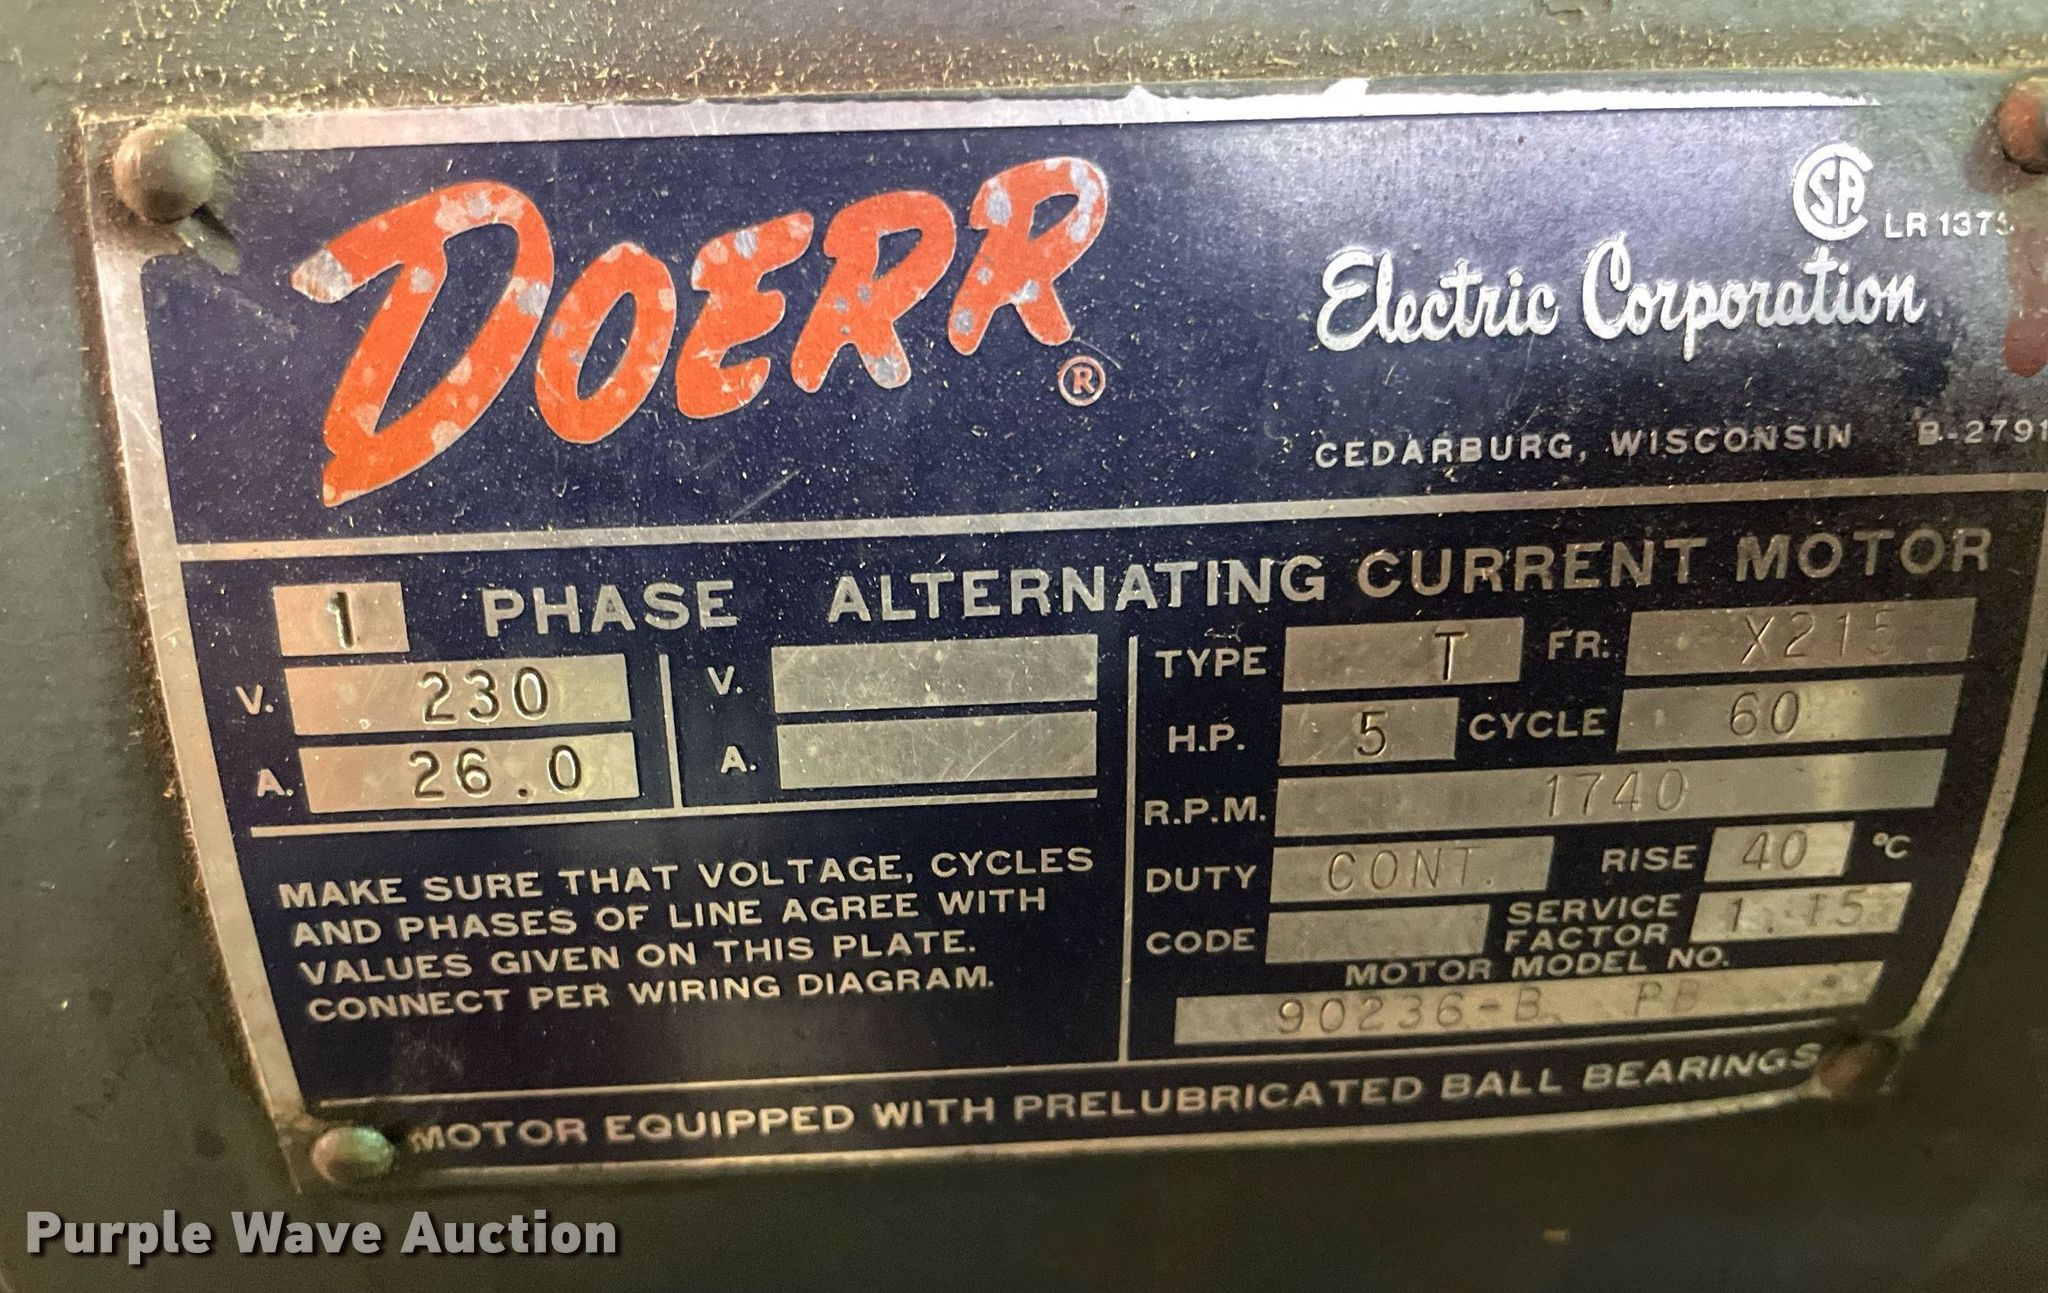 DOERR ®
CSA LR 1375
Electric Corporation
CEDARBURG, WISCONSIN B-2791
1 PHASE ALTERNATING CURRENT MOTOR
V. 230 V.
A. 26.0 A.
MAKE SURE THAT VOLTAGE, CYCLES
AND PHASES OF LINE AGREE WITH
VALUES GIVEN ON THIS PLATE.
CONNECT PER WIRING DIAGRAM.
TYPE T FR. X215
H.P. 5 CYCLE 60
R.P.M. 1740
DUTY CONT. RISE 40 °C
CODE SERVICE FACTOR 1.15
MOTOR MODEL NO.
90236-B PB
MOTOR EQUIPPED WITH PRELUBRICATED BALL BEARINGS
Purple Wave Auction